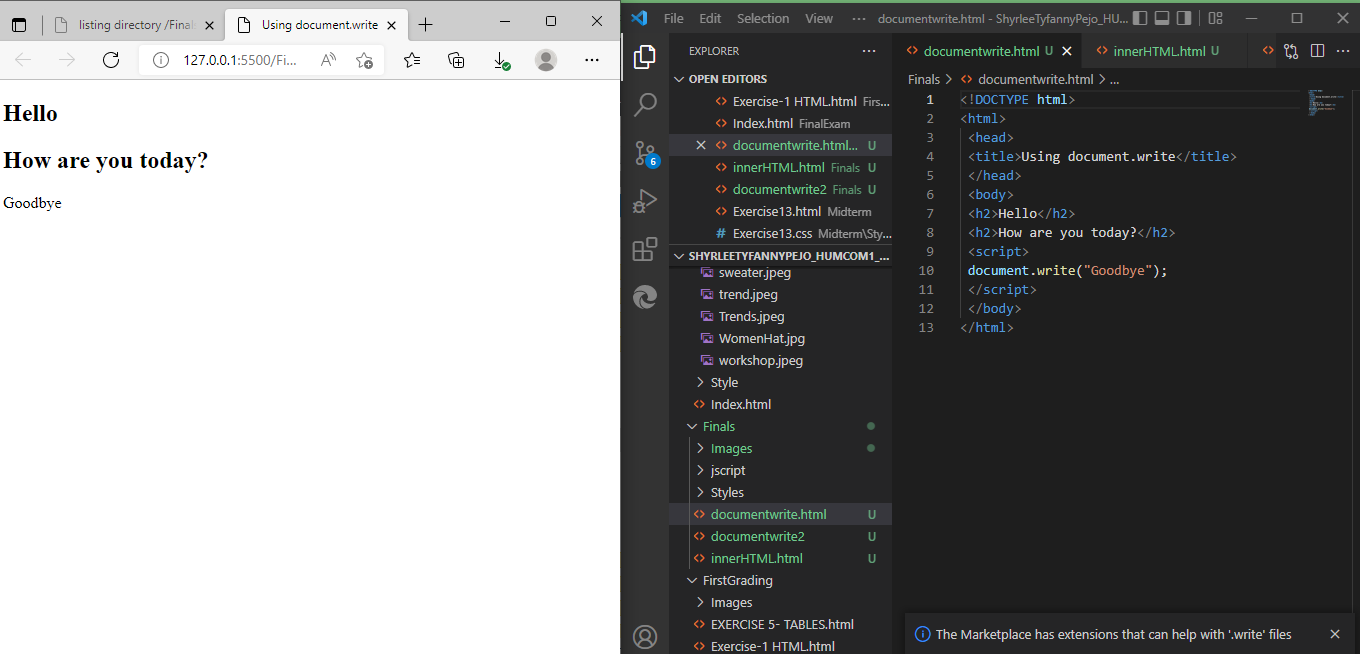 listing directory /Final
Using document.write
127.0.0.1:5500/Fi...
Hello
How are you today?
Goodbye
File Edit Selection View ... documentwrite.html - ShyrleeTyfannyPejo_HU...
EXPLORER
OPEN EDITORS
Exercise-1 HTML.html Firs...
Index.html FinalExam
documentwrite.html... U
innerHTML.html Finals U
documentwrite2 Finals U
Exercise13.html Midterm
# Exercise13.css Midterm\Sty...
SHYRLEETYFANNYPEJO_HUMCOM1_...
sweater.jpeg
trend.jpeg
Trends.jpeg
WomenHat.jpg
workshop.jpeg
Style
Index.html
Finals
Images
jscript
Styles
documentwrite.html U
documentwrite2 U
innerHTML.html U
FirstGrading
Images
EXERCISE 5- TABLES.html
Exercise-1 HTML.html
6
documentwrite.html U
innerHTML.html U
Finals > documentwrite.html > ...
1 <!DOCTYPE html>
2 <html>
3 <head>
4 <title>Using document.write</title>
5 </head>
6 <body>
7 <h2>Hello</h2>
8 <h2>How are you today?</h2>
9 <script>
10 document.write("Goodbye");
11 </script>
12 </body>
13 </html>
The Marketplace has extensions that can help with '.write' files